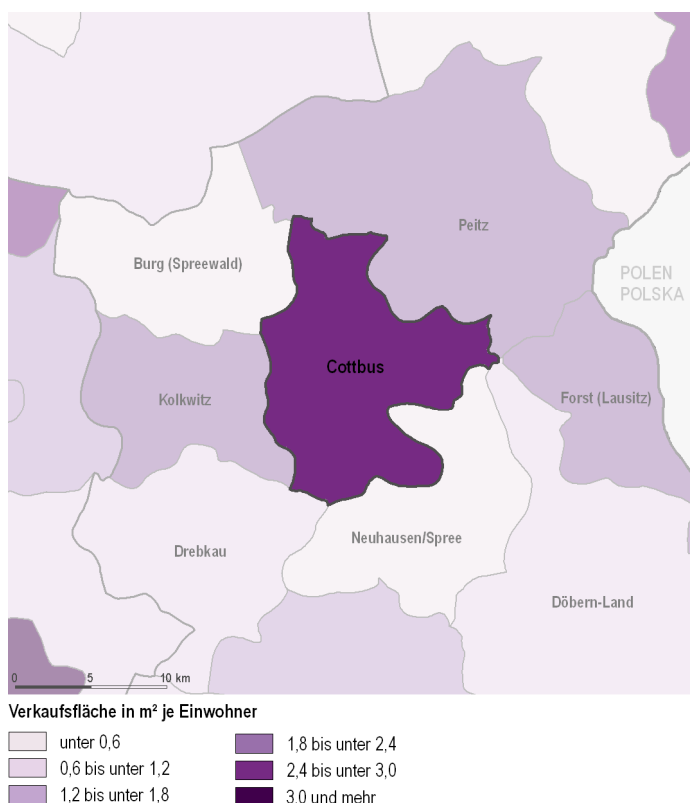 Peitz
Burg (Spreewald)
POLEN
POLSKA
Cottbus
Kolkwitz
Forst (Lausitz)
Neuhausen/Spree
Drebkau
Döbern-Land
0 5 10 km
Verkaufsfläche in m² je Einwohner
unter 0,6
0,6 bis unter 1,2
1,2 bis unter 1,8
1,8 bis unter 2,4
2,4 bis unter 3,0
3,0 und mehr